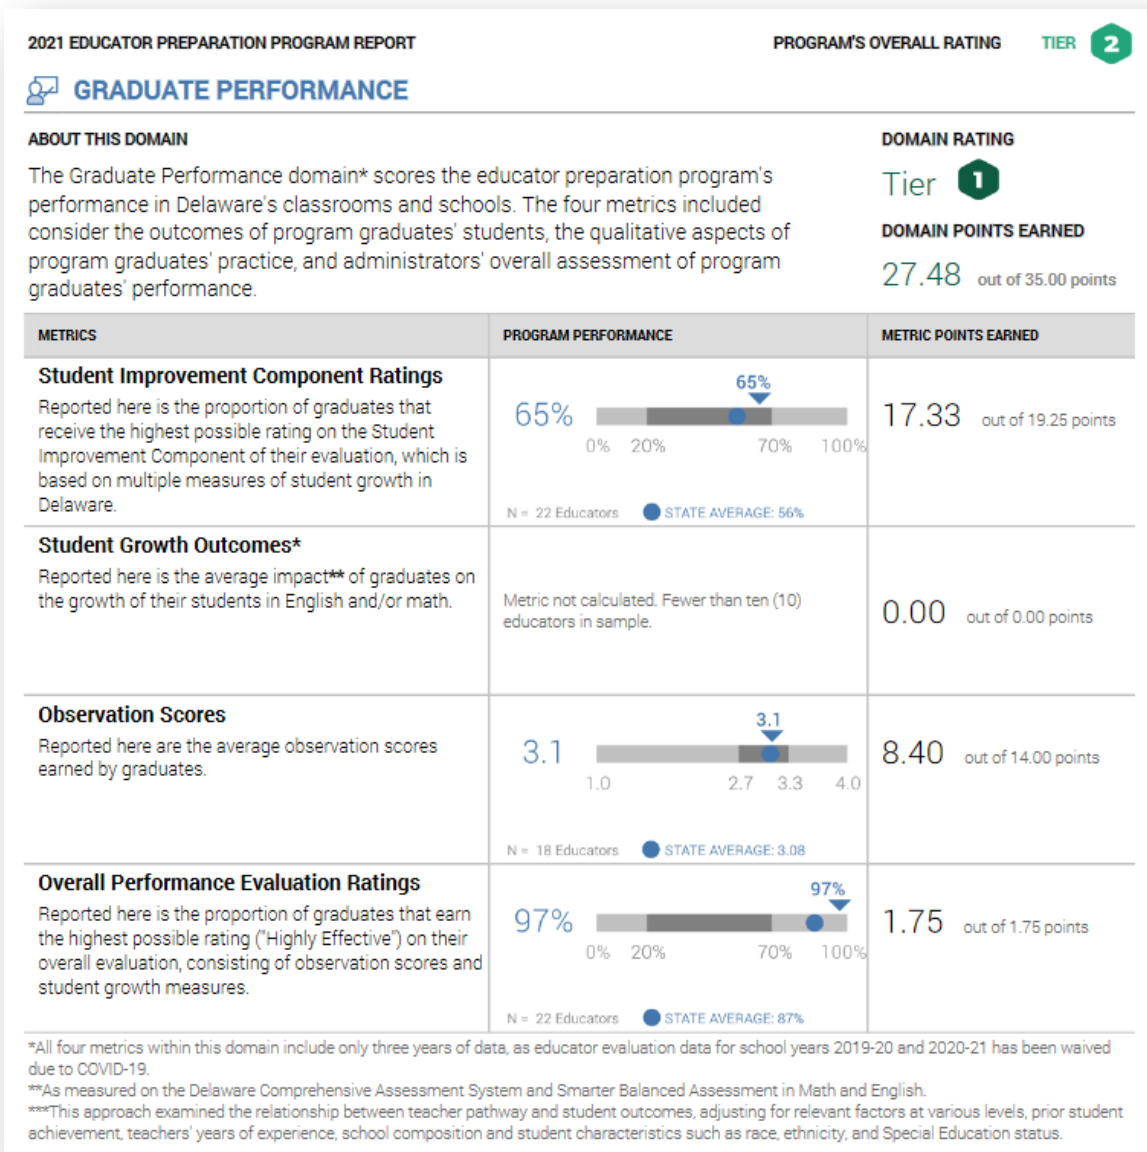 2021 EDUCATOR PREPARATION PROGRAM REPORT
PROGRAM'S OVERALL RATING TIER 2
GRADUATE PERFORMANCE
ABOUT THIS DOMAIN
The Graduate Performance domain* scores the educator preparation program's
performance in Delaware's classrooms and schools. The four metrics included
consider the outcomes of program graduates' students, the qualitative aspects of
program graduates' practice, and administrators' overall assessment of program
graduates' performance.
DOMAIN RATING
Tier 1
DOMAIN POINTS EARNED
27.48 out of 35.00 points
METRICS PROGRAM PERFORMANCE METRIC POINTS EARNED
Student Improvement Component Ratings
Reported here is the proportion of graduates that
receive the highest possible rating on the Student
Improvement Component of their evaluation, which is
based on multiple measures of student growth in
Delaware.
65%
65%
0% 20% 70% 100%
N = 22 Educators STATE AVERAGE: 56%
17.33 out of 19.25 points
Student Growth Outcomes*
Reported here is the average impact** of graduates on
the growth of their students in English and/or math.
Metric not calculated. Fewer than ten (10)
educators in sample.
0.00 out of 0.00 points
Observation Scores
Reported here are the average observation scores
earned by graduates.
3.1
3.1
1.0 2.7 3.3 4.0
N = 18 Educators STATE AVERAGE: 3.08
8.40 out of 14.00 points
Overall Performance Evaluation Ratings
Reported here is the proportion of graduates that earn
the highest possible rating ("Highly Effective") on their
overall evaluation, consisting of observation scores and
student growth measures.
97%
97%
0% 20% 70% 100%
N = 22 Educators STATE AVERAGE: 87%
1.75 out of 1.75 points
*All four metrics within this domain include only three years of data, as educator evaluation data for school years 2019-20 and 2020-21 has been waived
due to COVID-19.
**As measured on the Delaware Comprehensive Assessment System and Smarter Balanced Assessment in Math and English.
***This approach examined the relationship between teacher pathway and student outcomes, adjusting for relevant factors at various levels, prior student
achievement, teachers' years of experience, school composition and student characteristics such as race, ethnicity, and Special Education status.